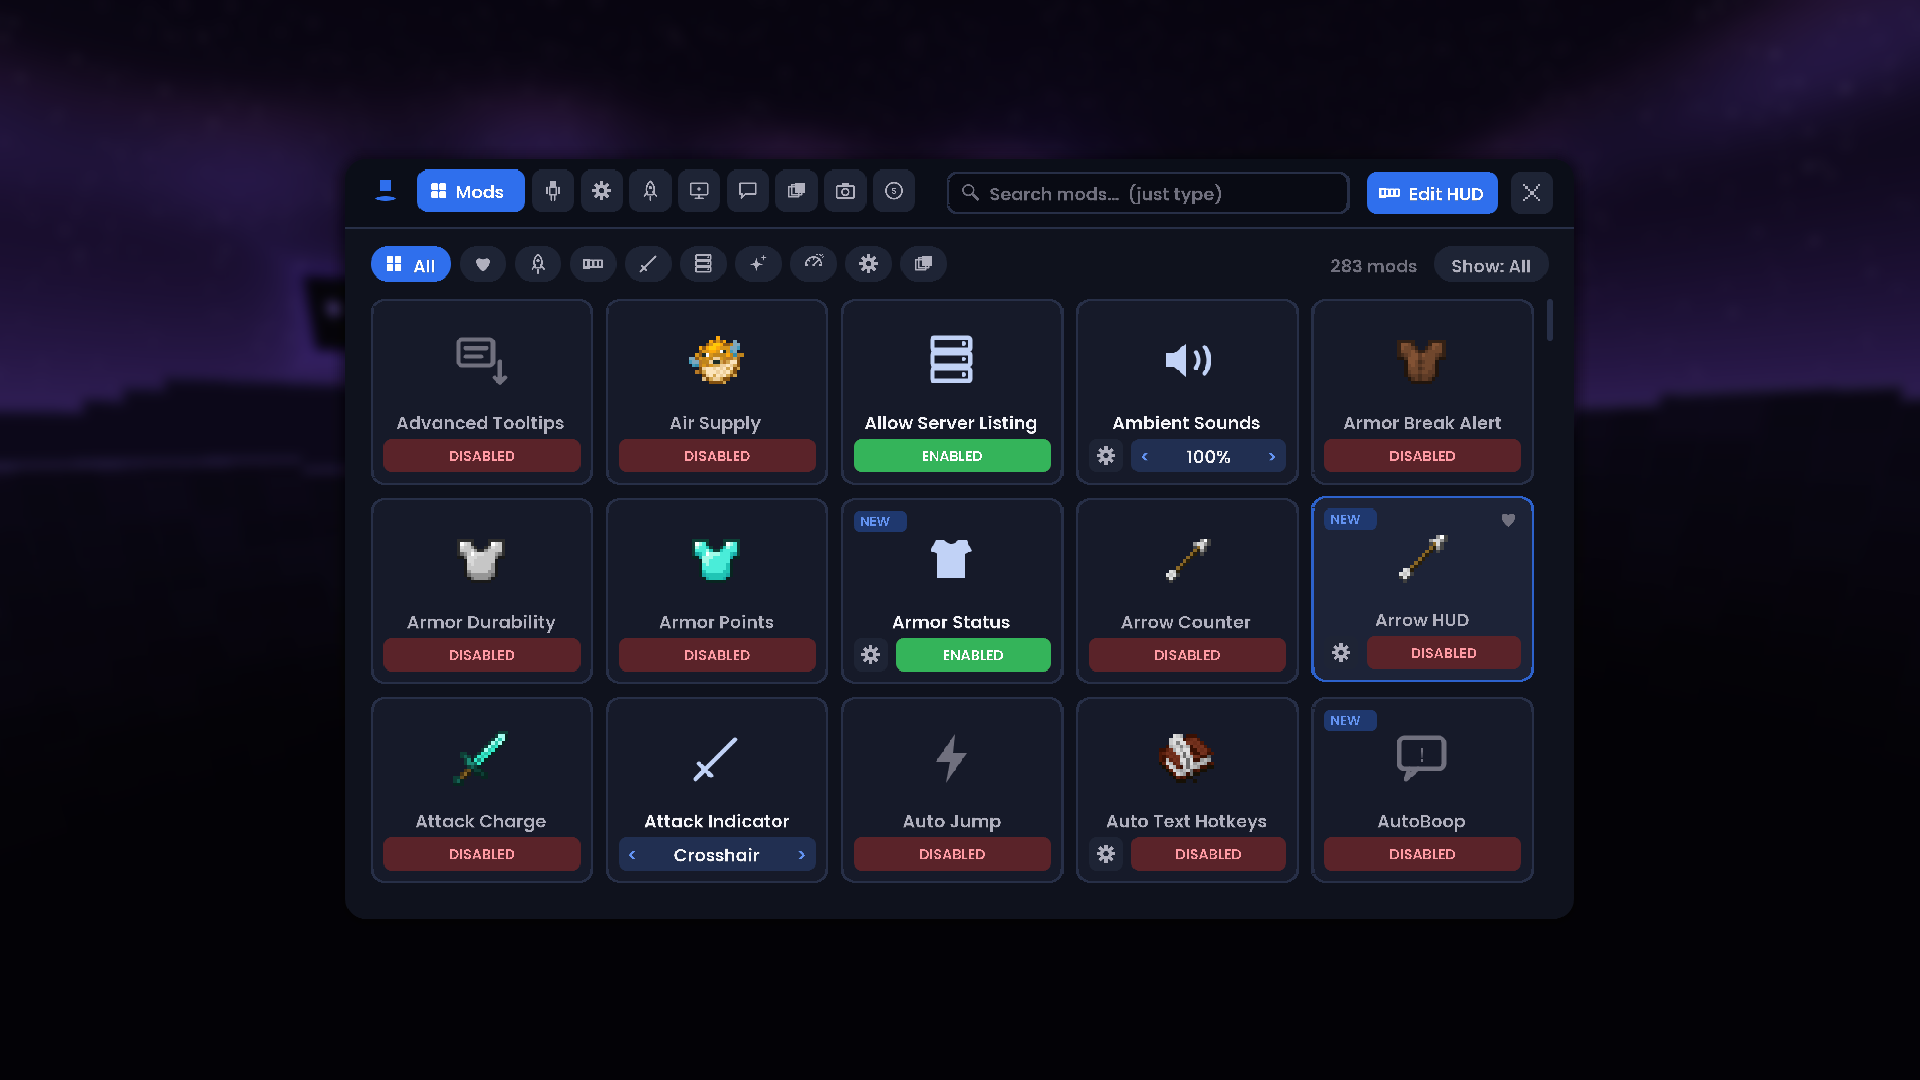 Mods
Search mods... (just type)
Edit HUD
All
283 mods
Show: All
Advanced Tooltips
DISABLED
Air Supply
DISABLED
Allow Server Listing
ENABLED
Ambient Sounds
< 100% >
Armor Break Alert
DISABLED
Armor Durability
DISABLED
Armor Points
DISABLED
NEW
Armor Status
ENABLED
Arrow Counter
DISABLED
NEW
Arrow HUD
DISABLED
Attack Charge
DISABLED
Attack Indicator
< Crosshair >
Auto Jump
DISABLED
Auto Text Hotkeys
DISABLED
NEW
!
AutoBoop
DISABLED